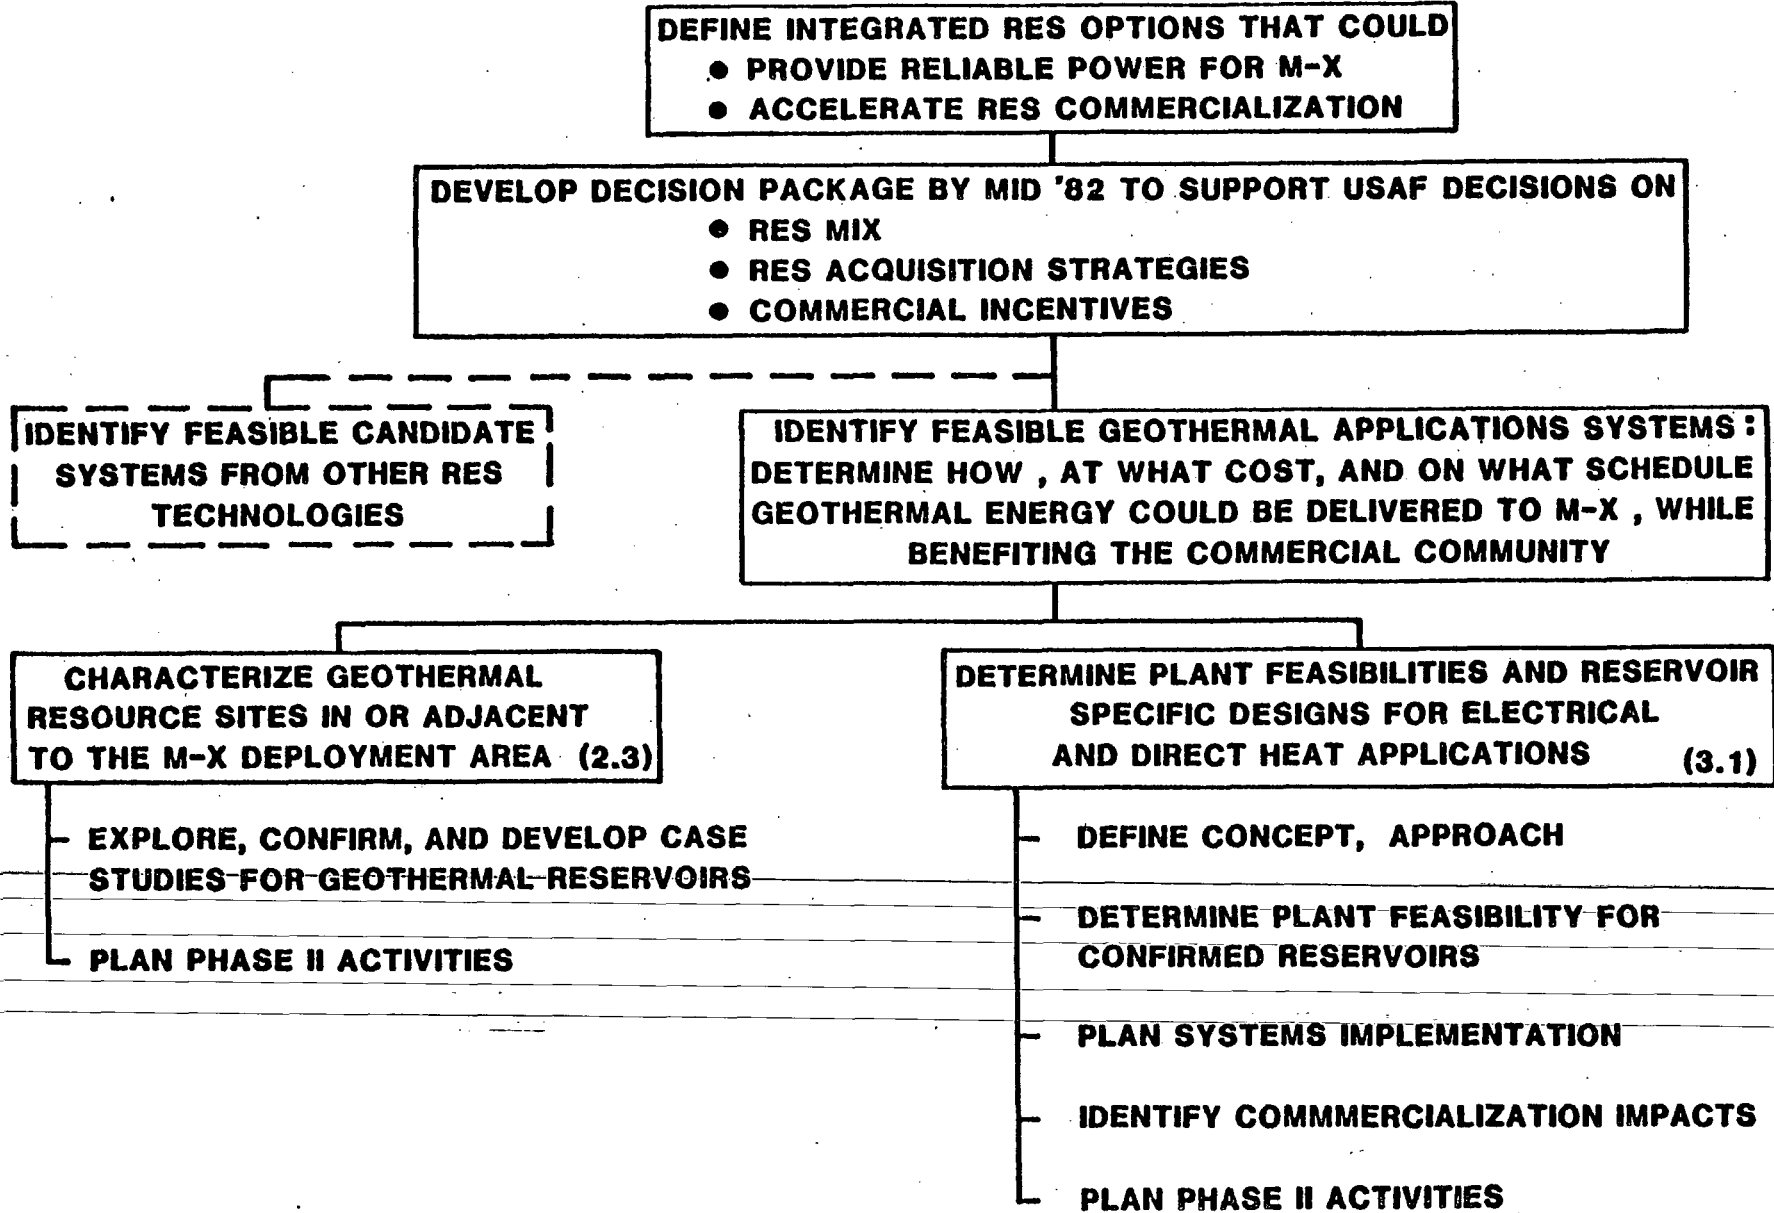 DEFINE INTEGRATED RES OPTIONS THAT COULD
● PROVIDE RELIABLE POWER FOR M-X
● ACCELERATE RES COMMERCIALIZATION
DEVELOP DECISION PACKAGE BY MID '82 TO SUPPORT USAF DECISIONS ON
● RES MIX
● RES ACQUISITION STRATEGIES
● COMMERCIAL INCENTIVES
IDENTIFY FEASIBLE CANDIDATE
SYSTEMS FROM OTHER RES
TECHNOLOGIES
IDENTIFY FEASIBLE GEOTHERMAL APPLICATIONS SYSTEMS :
DETERMINE HOW , AT WHAT COST, AND ON WHAT SCHEDULE
GEOTHERMAL ENERGY COULD BE DELIVERED TO M-X , WHILE
BENEFITING THE COMMERCIAL COMMUNITY
CHARACTERIZE GEOTHERMAL
RESOURCE SITES IN OR ADJACENT
TO THE M-X DEPLOYMENT AREA (2.3)
EXPLORE, CONFIRM, AND DEVELOP CASE
STUDIES FOR GEOTHERMAL RESERVOIRS
PLAN PHASE II ACTIVITIES
DETERMINE PLANT FEASIBILITIES AND RESERVOIR
SPECIFIC DESIGNS FOR ELECTRICAL
AND DIRECT HEAT APPLICATIONS (3.1)
DEFINE CONCEPT, APPROACH
DETERMINE PLANT FEASIBILITY FOR
CONFIRMED RESERVOIRS
PLAN SYSTEMS IMPLEMENTATION
IDENTIFY COMMMERCIALIZATION IMPACTS
PLAN PHASE II ACTIVITIES